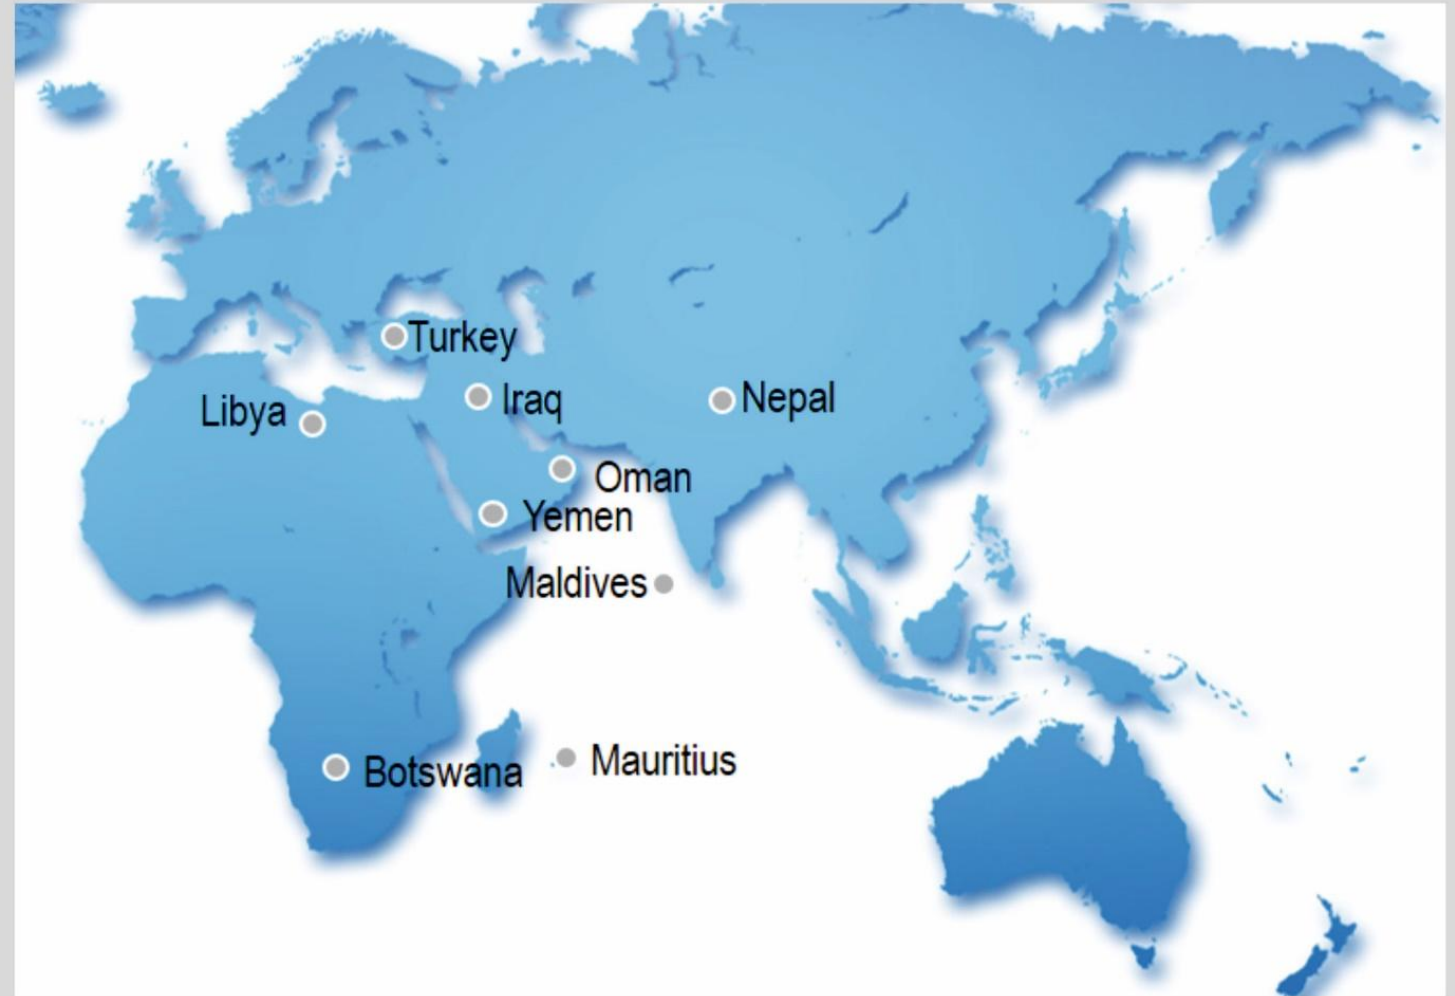 Turkey
Iraq
Nepal
Libya
Oman
Yemen
Maldives
Mauritius
Botswana